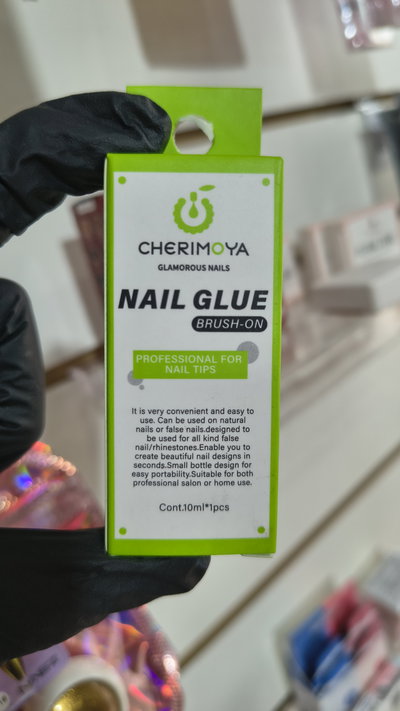 CHERIMOYA
GLAMOROUS NAILS
NAIL GLUE
BRUSH-ON
PROFESSIONAL FOR
NAIL TIPS
It is very convenient and easy to
use. Can be used on natural
nails or false nails.designed to
be used for all kind false
nail/rhinestones.Enable you to
create beautiful nail designs in
seconds.Small bottle design for
easy portability.Suitable for both
professional salon or home use.
Cont.10ml*1pcs